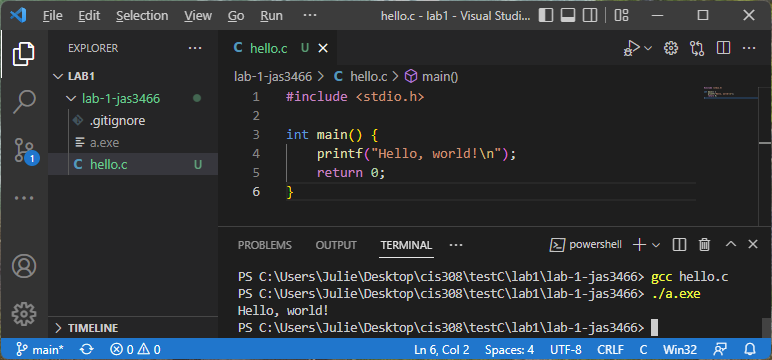 File Edit Selection View Go Run ··· hello.c - lab1 - Visual Studi...
EXPLORER ···
LAB1
lab-1-jas3466
.gitignore
a.exe
C hello.c U
TIMELINE
1
C hello.c U
lab-1-jas3466 > C hello.c > main()
1 #include <stdio.h>
2
3 int main() {
4 printf("Hello, world!\n");
5 return 0;
6 }
PROBLEMS OUTPUT TERMINAL ··· powershell
PS C:\Users\Julie\Desktop\cis308\testC\lab1\lab-1-jas3466> gcc hello.c
PS C:\Users\Julie\Desktop\cis308\testC\lab1\lab-1-jas3466> ./a.exe
Hello, world!
PS C:\Users\Julie\Desktop\cis308\testC\lab1\lab-1-jas3466>
main* 0 0 Ln 6, Col 2 Spaces: 4 UTF-8 CRLF C Win32